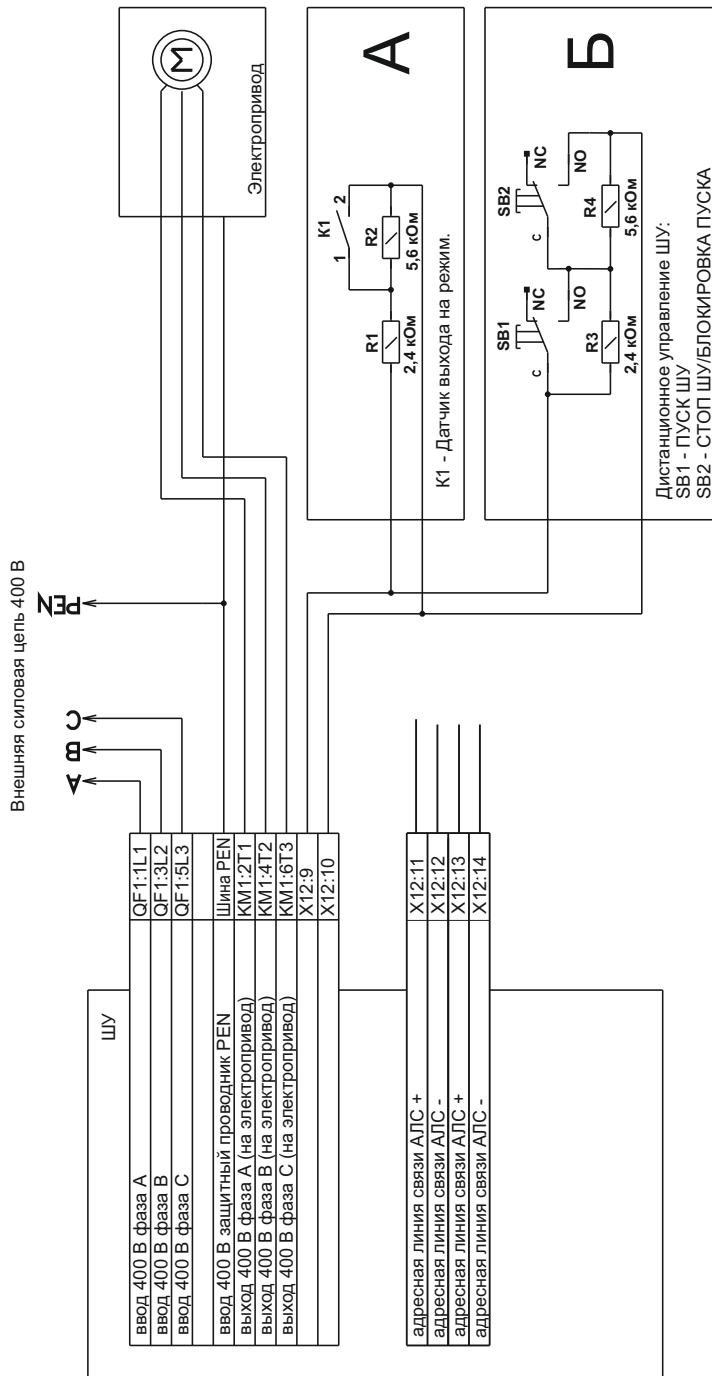 Внешняя силовая цепь 400 В
A
B
C
PEN
ШУ
ввод 400 В фаза A QF1:1L1
ввод 400 В фаза B QF1:3L2
ввод 400 В фаза C QF1:5L3
ввод 400 В защитный проводник PEN Шина PEN
выход 400 В фаза A (на электропривод) KM1:2T1
выход 400 В фаза B (на электропривод) KM1:4T2
выход 400 В фаза C (на электропривод) KM1:6T3
X12:9
X12:10
адресная линия связи АЛС + X12:11
адресная линия связи АЛС - X12:12
адресная линия связи АЛС + X12:13
адресная линия связи АЛС - X12:14
M
Электропривод
А
K1
1 2
R1
2,4 кОм
R2
5,6 кОм
К1 - Датчик выхода на режим.
Б
SB1
C
NC
NO
SB2
C
NC
NO
R3
2,4 кОм
R4
5,6 кОм
Дистанционное управление ШУ:
SB1 - ПУСК ШУ
SB2 - СТОП ШУ/БЛОКИРОВКА ПУСКА